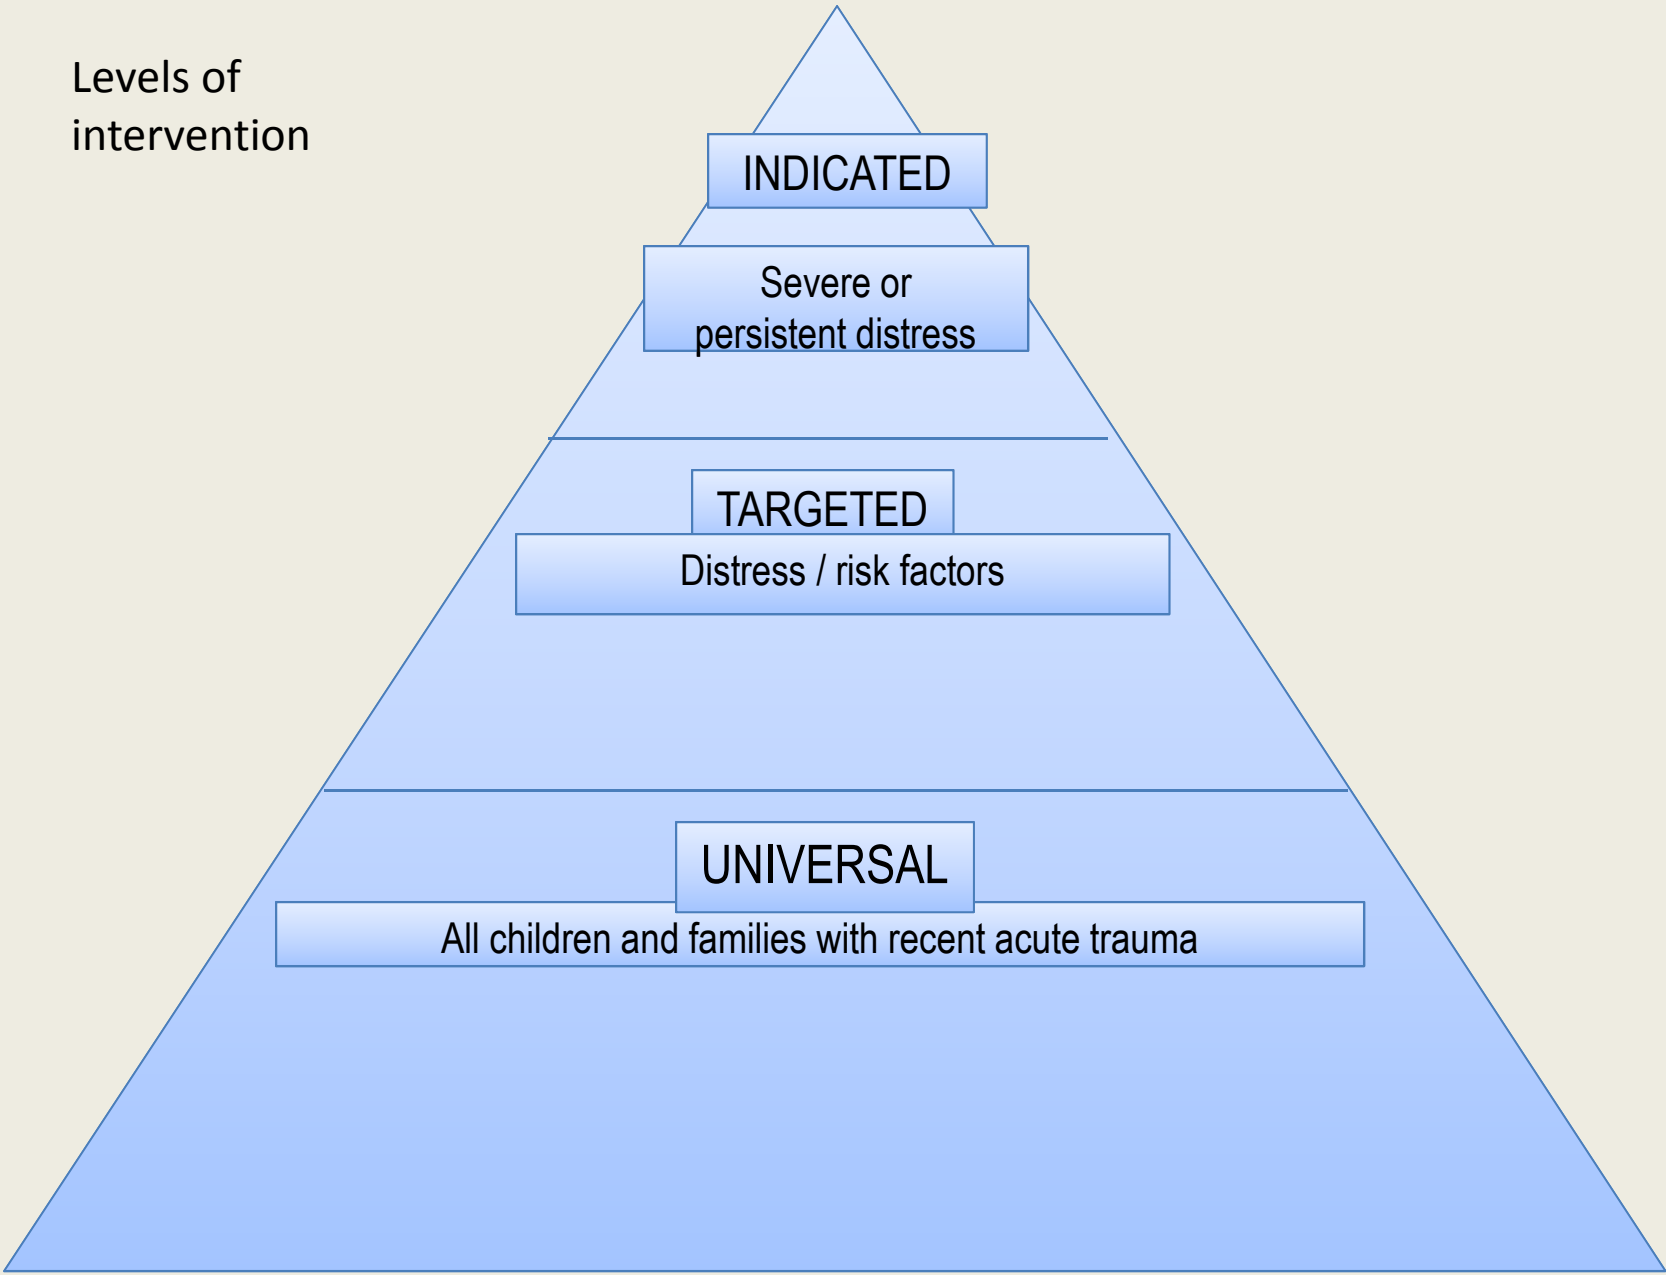 Levels of
intervention
INDICATED
Severe or
persistent distress
TARGETED
Distress / risk factors
UNIVERSAL
All children and families with recent acute trauma